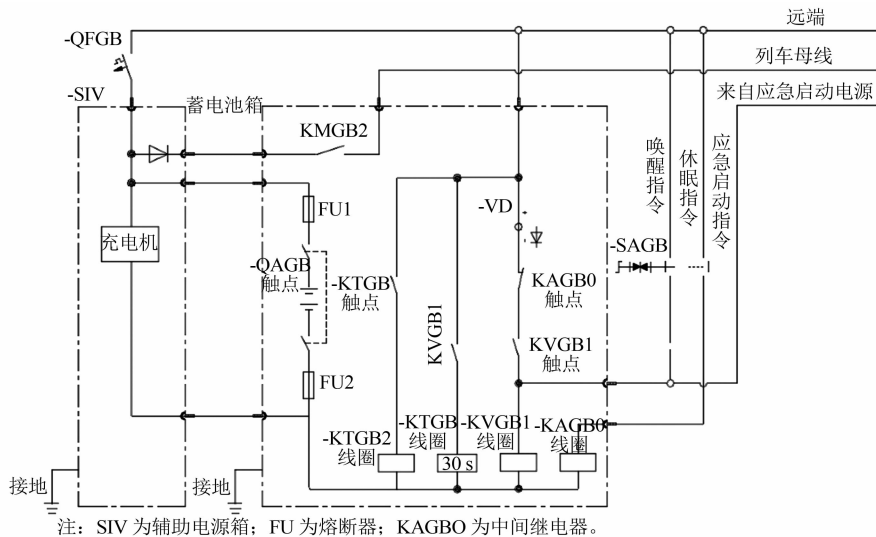 远端
-QFGB
列车母线
-SIV
蓄电池箱
来自应急启动电源
KMGB2
唤醒指令
休眠指令
应急启动指令
FU1
-VD
充电机
-SAGB
-QAGB
触点
-KTGB
触点
KAGB0
触点
KVGB1
KVGB1
触点
FU2
-KTGB2
线圈
-KTGB
线圈
-KVGB1
线圈
-KAGB0
线圈
30 s
接地
接地
注：SIV 为辅助电源箱；FU 为熔断器；KAGBO 为中间继电器。